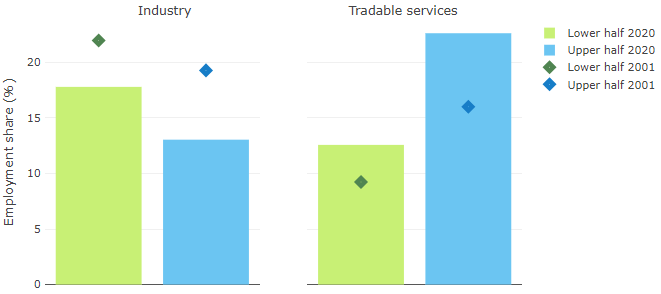 Industry
Tradable services
Employment share (%)
20
15
10
5
0
Lower half 2020
Upper half 2020
Lower half 2001
Upper half 2001